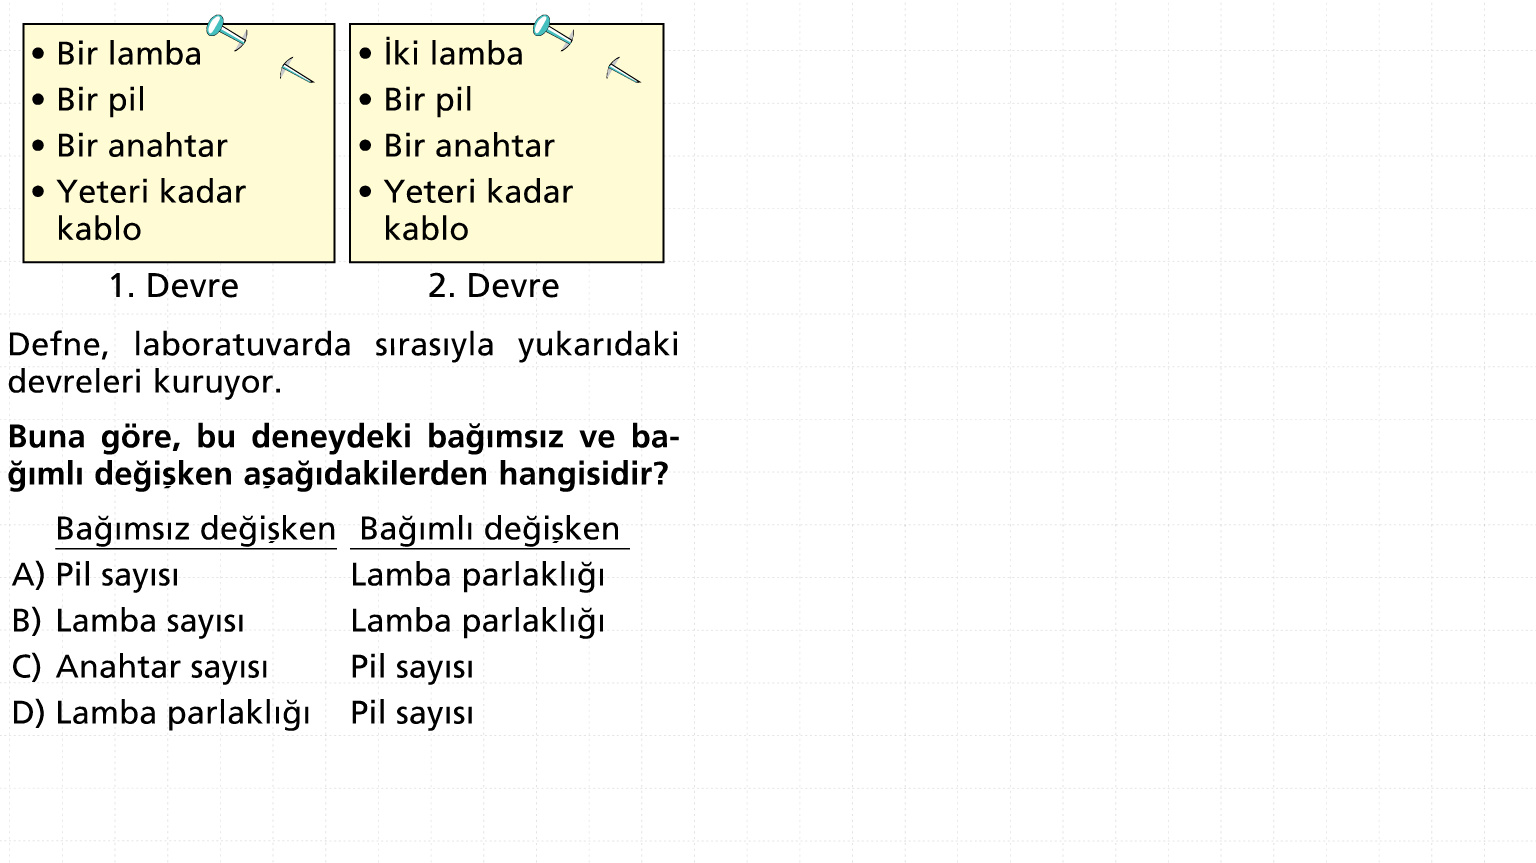 • Bir lamba
• Bir pil
• Bir anahtar
• Yeteri kadar
kablo
1. Devre
• İki lamba
• Bir pil
• Bir anahtar
• Yeteri kadar
kablo
2. Devre
Defne, laboratuvarda sırasıyla yukarıdaki
devreleri kuruyor.
Buna göre, bu deneydeki bağımsız ve ba-
ğımlı değişken aşağıdakilerden hangisidir?
Bağımsız değişken Bağımlı değişken
A) Pil sayısı Lamba parlaklığı
B) Lamba sayısı Lamba parlaklığı
C) Anahtar sayısı Pil sayısı
D) Lamba parlaklığı Pil sayısı